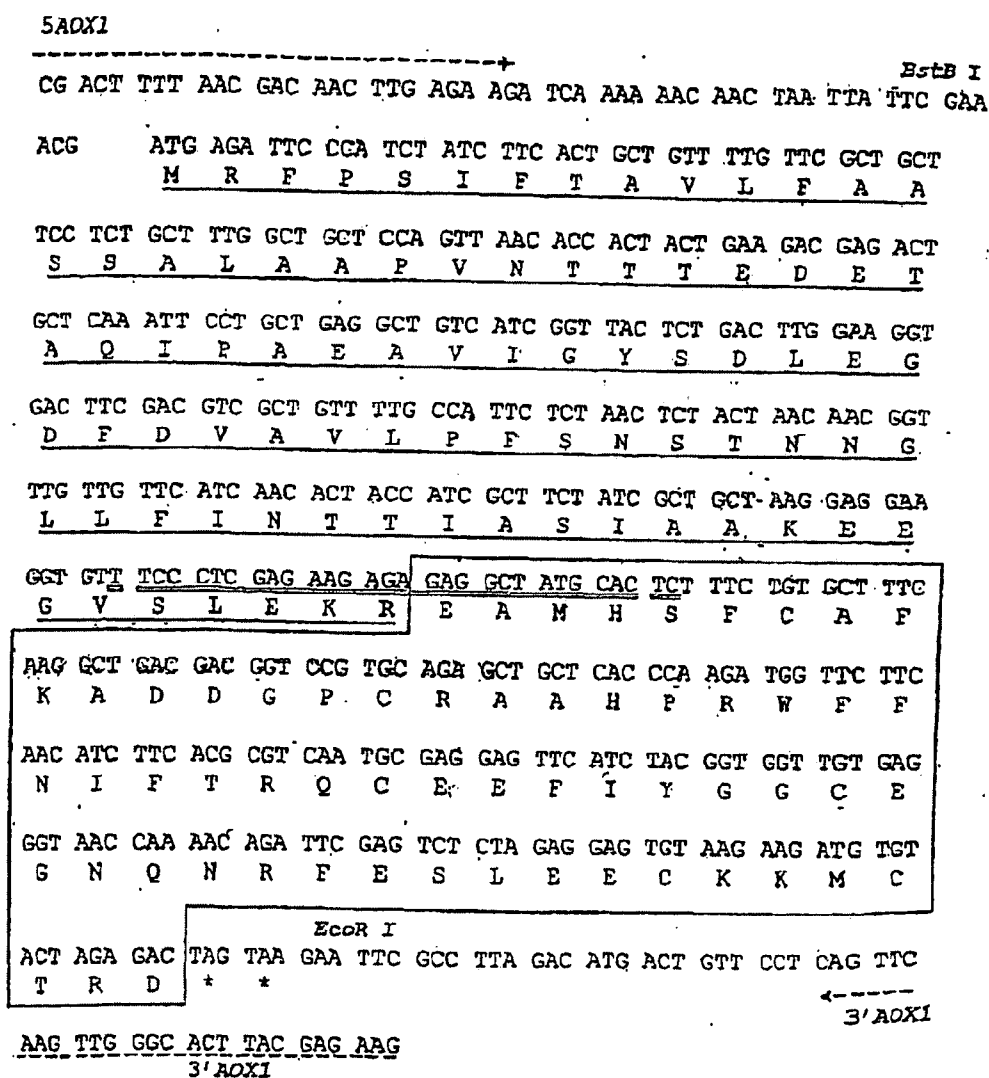 5AOX1
BstB I
CG ACT TTT AAC GAC AAC TTG AGA AGA TCA AAA AAC AAC TAA TTA TTC GAA
ACG ATG AGA TTC CCA TCT ATC TTC ACT GCT GTT TTG TTC GCT GCT
M R F P S I F T A V L F A A
TCC TCT GCT TTG GCT GCT CCA GTT AAC ACC ACT ACT GAA GAC GAG ACT
S S A L A A P V N T T T E D E T
GCT CAA ATT CCT GCT GAG GCT GTC ATC GGT TAC TCT GAC TTG GAA GGT
A Q I P A E A V I G Y S D L E G
GAC TTC GAC GTC GCT GTT TTG CCA TTC TCT AAC TCT ACT AAC AAC GGT
D F D V A V L P F S N S T N N G
TTG TTG TTC ATC AAC ACT ACC ATC GCT TCT ATC GCT GCT AAG GAG GAA
L L F I N T T I A S I A A K E E
GGT GTT TCC CTC GAG AAG AGA GAG GCT ATG CAC TCT TTC TGT GCT TTC
G V S L E K R E A M H S F C A F
AAG GCT GAC GAC GGT CCG TGC AGA GCT GCT CAC CCA AGA TGG TTC TTC
K A D D G P C R A A H P R W F F
AAC ATC TTC ACG CGT CAA TGC GAG GAG TTC ATC TAC GGT GGT TGT GAG
N I F T R Q C E E F I Y G G C E
GGT AAC CAA AAC AGA TTC GAG TCT CTA GAG GAG TGT AAG AAG ATG TGT
G N Q N R F E S L E E C K K M C
EcoR I
ACT AGA GAC TAG TAA GAA TTC GCC TTA GAC ATG ACT GTT CCT CAG TTC
T R D * *
3'AOX1
AAG TTG GGC ACT TAC GAG AAG
3'AOX1